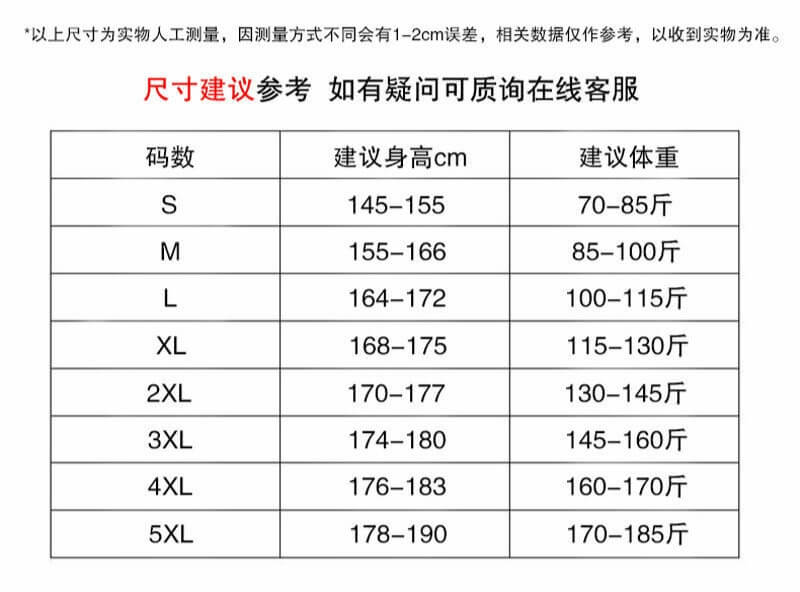 *以上尺寸为实物人工测量，因测量方式不同会有1-2cm误差，相关数据仅作参考，以收到实物为准。
尺寸建议参考 如有疑问可质询在线客服
码数 建议身高cm 建议体重
S 145-155 70-85斤
M 155-166 85-100斤
L 164-172 100-115斤
XL 168-175 115-130斤
2XL 170-177 130-145斤
3XL 174-180 145-160斤
4XL 176-183 160-170斤
5XL 178-190 170-185斤